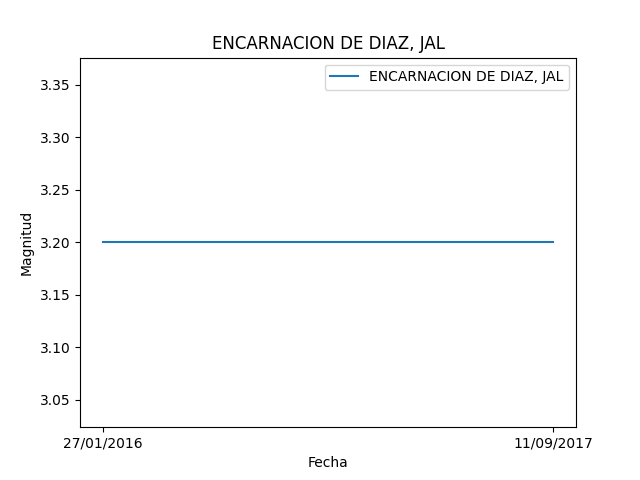 ENCARNACION DE DIAZ, JAL
ENCARNACION DE DIAZ, JAL
3.35
3.30
3.25
3.20
3.15
3.10
3.05
Magnitud
27/01/2016
11/09/2017
Fecha